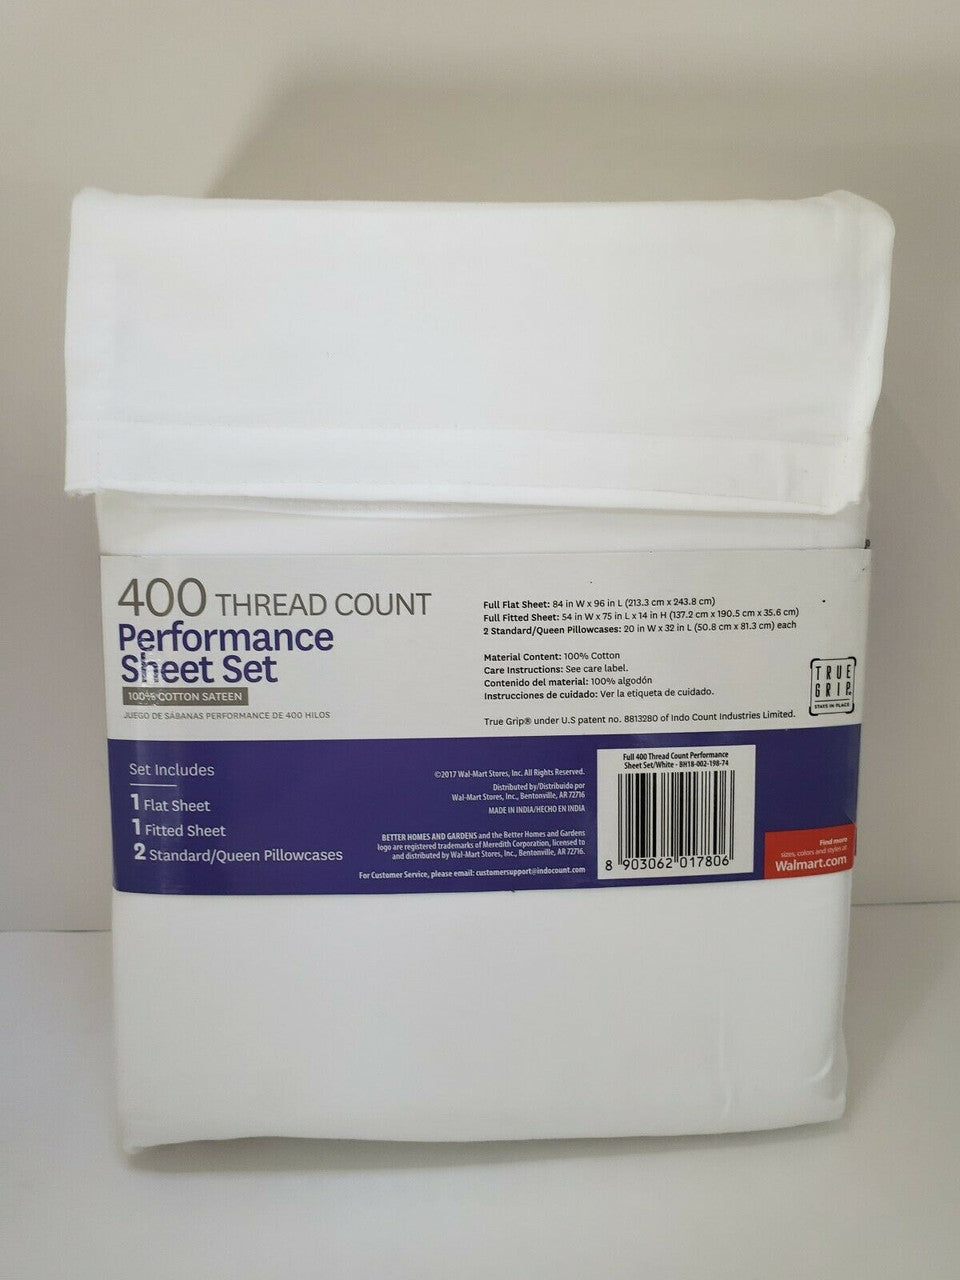 400 THREAD COUNT
Performance
Sheet Set
100% COTTON SATEEN
JUEGO DE SÁBANAS PERFORMANCE DE 400 HILOS
Full Flat Sheet: 84 in W x 96 in L (213.3 cm x 243.8 cm)
Full Fitted Sheet: 54 in W x 75 in L x 14 in H (137.2 cm x 190.5 cm x 35.6 cm)
2 Standard/Queen Pillowcases: 20 in W x 32 in L (50.8 cm x 81.3 cm) each
Material Content: 100% Cotton
Care Instructions: See care label.
Contenido del material: 100% algodón
Instrucciones de cuidado: Ver la etiqueta de cuidado.
True Grip® under U.S patent no. 8813280 of Indo Count Industries Limited.
TRUE
GRIP®
STAYS IN PLACE
Set Includes
1 Flat Sheet
1 Fitted Sheet
2 Standard/Queen Pillowcases
©2017 Wal-Mart Stores, Inc. All Rights Reserved.
Distributed by/Distribuido por
Wal-Mart Stores, Inc., Bentonville, AR 72716
MADE IN INDIA/HECHO EN INDIA
BETTER HOMES AND GARDENS and the Better Homes and Gardens
logo are registered trademarks of Meredith Corporation, licensed to
and distributed by Wal-Mart Stores, Inc., Bentonville, AR 72716.
For Customer Service, please email: customersupport@indocount.com
Full 400 Thread Count Performance
Sheet Set/White - BH18-002-198-74
8 903062 017806
Find more
sizes, colors and styles at
Walmart.com